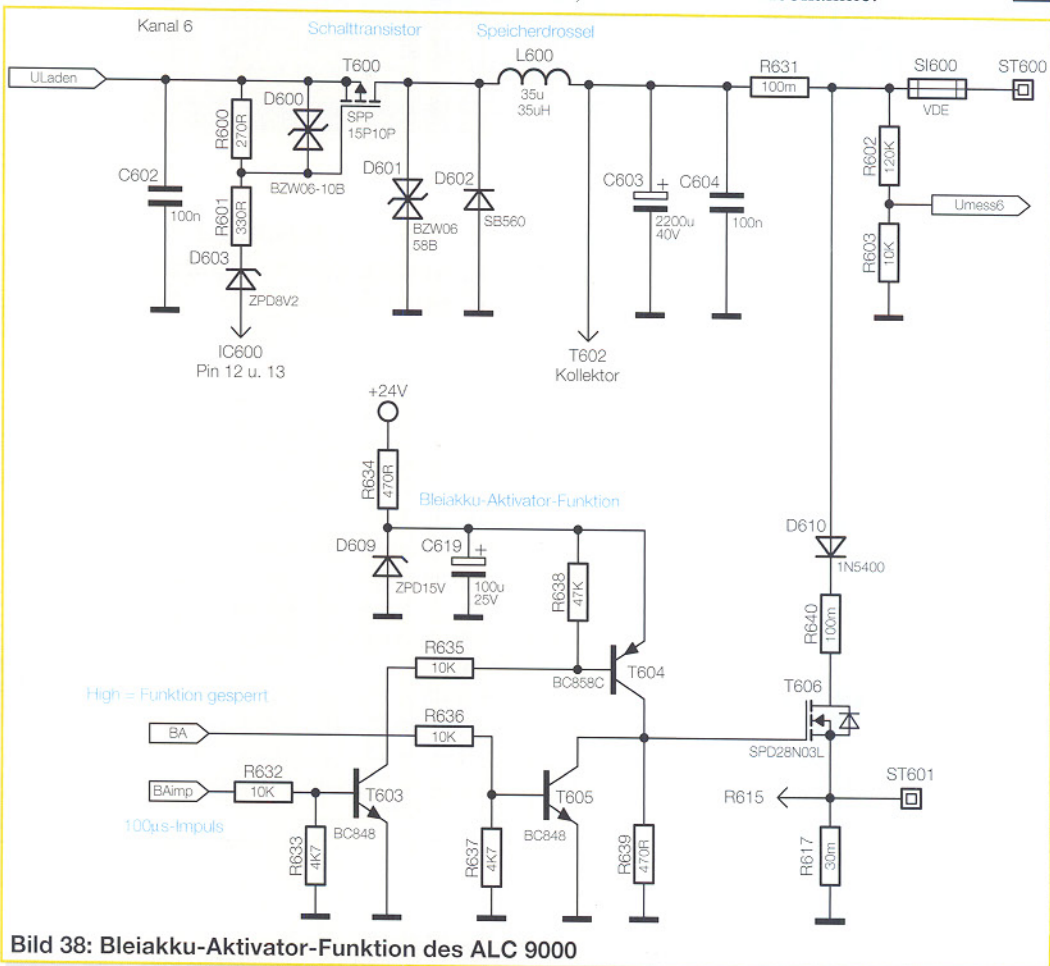 Kanal 6
Schalttransistor
Speicherdrossel
ULaden
T600
L600
35u
35uH
R631
100m
SI600
VDE
ST600
D600
SPP
15P10P
R600
270R
BZW06-10B
C602
100n
R601
330R
D603
ZPD8V2
IC600
Pin 12 u. 13
D601
BZW06
58B
D602
SB560
C603
+
2200u
40V
C604
100n
T602
Kollektor
R602
120K
Umess6
R603
10K
+24V
R634
470R
Bleiakku-Aktivator-Funktion
D609
ZPD15V
C619
+
100u
25V
R638
47K
D610
1N5400
R640
100m
R635
10K
BC858C
T604
High = Funktion gesperrt
BA
R636
10K
T606
SPD28N03L
BAimp
R632
10K
100µs-Impuls
T603
BC848
T605
BC848
R633
4K7
R637
4K7
R639
470R
R615
ST601
R617
30m
Bild 38: Bleiakku-Aktivator-Funktion des ALC 9000